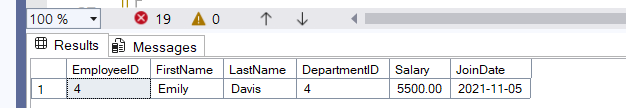 100 % 19 0
Results Messages
EmployeeID FirstName LastName DepartmentID Salary JoinDate
1 4 Emily Davis 4 5500.00 2021-11-05